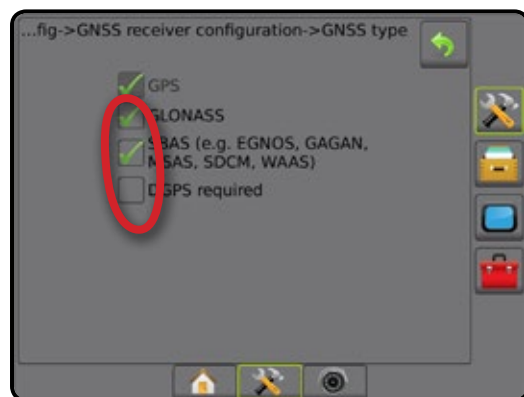 ...fig->GNSS receiver configuration->GNSS type
GPS
GLONASS
SBAS (e.g. EGNOS, GAGAN,
MSAS, SDCM, WAAS)
DGPS required